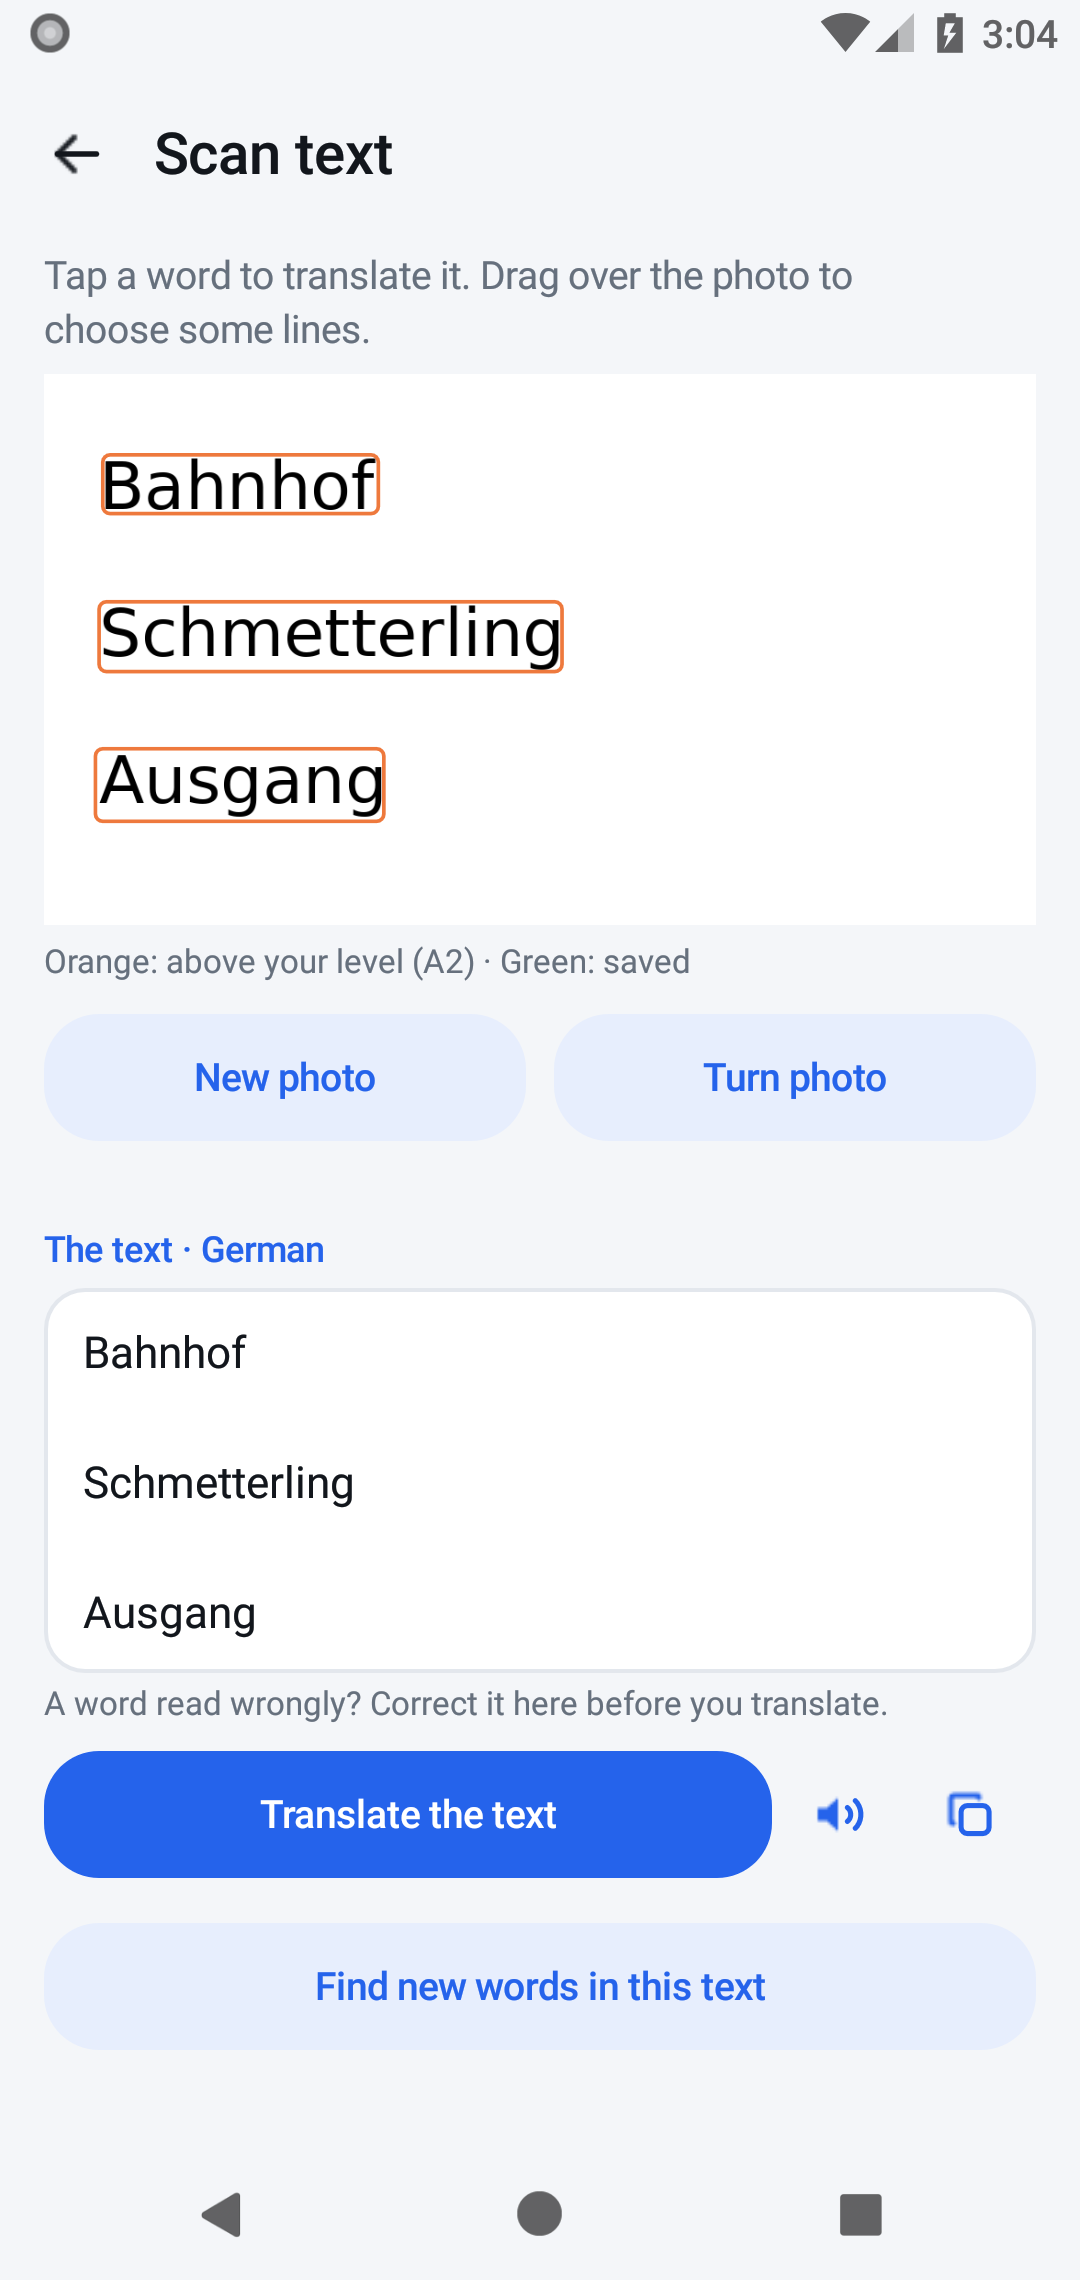 3:04
Scan text
Tap a word to translate it. Drag over the photo to
choose some lines.
Bahnhof
Schmetterling
Ausgang
Orange: above your level (A2) · Green: saved
New photo
Turn photo
The text · German
Bahnhof
Schmetterling
Ausgang
A word read wrongly? Correct it here before you translate.
Translate the text
Find new words in this text